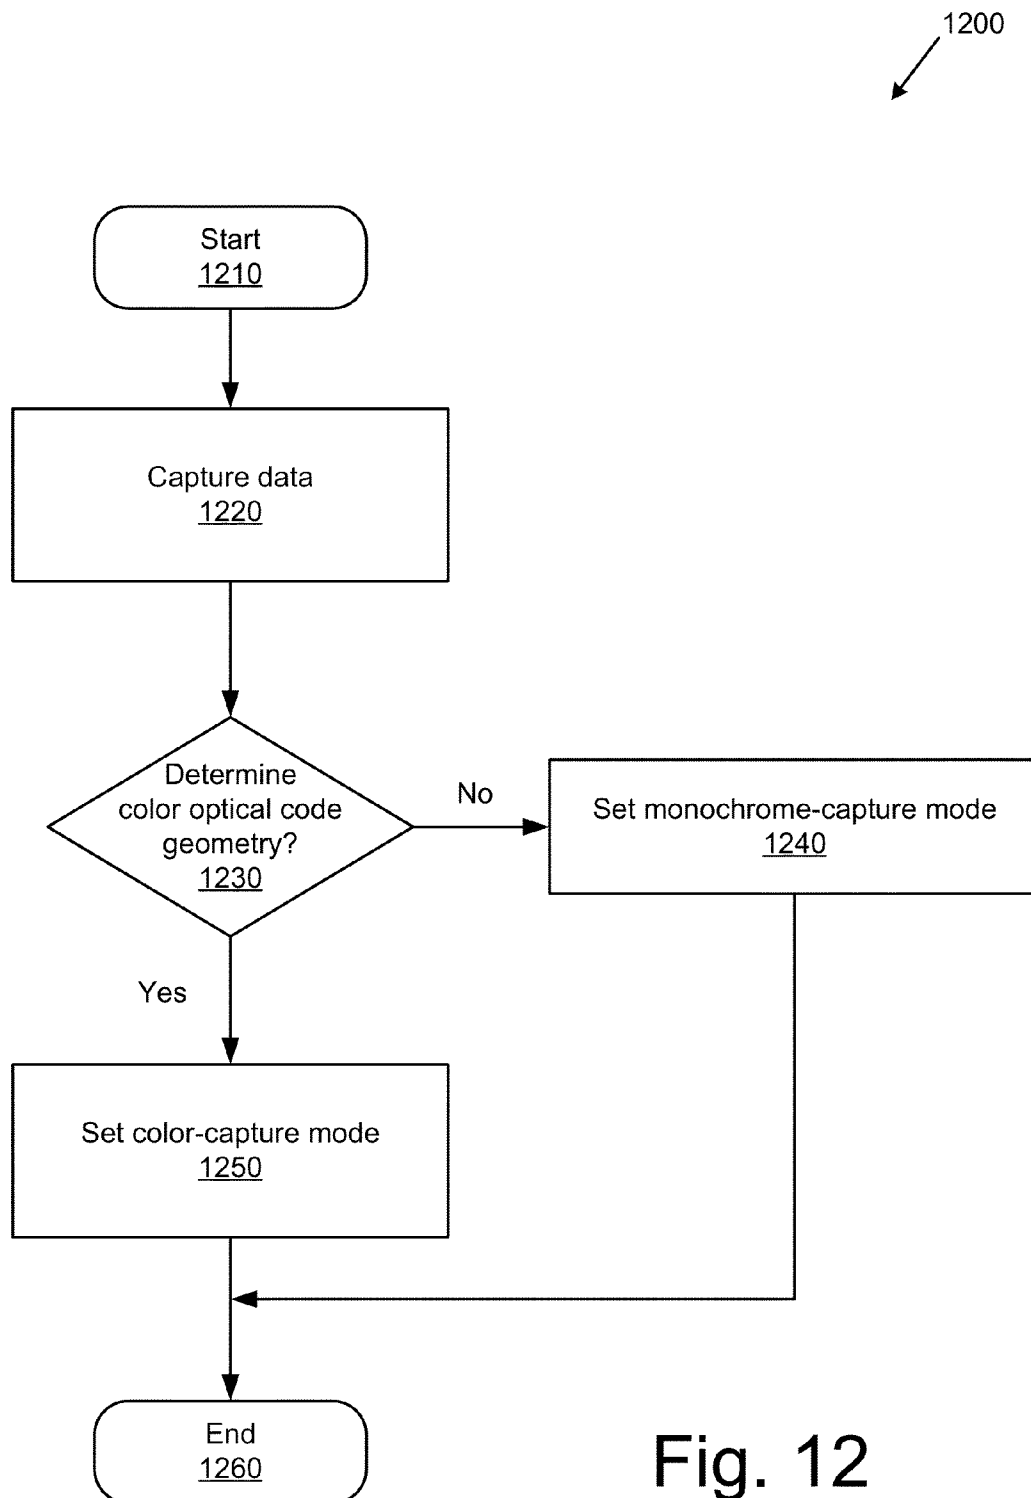 1200
Start
1210
Capture data
1220
Determine
color optical code
geometry?
1230
No
Set monochrome-capture mode
1240
Yes
Set color-capture mode
1250
End
1260
Fig. 12